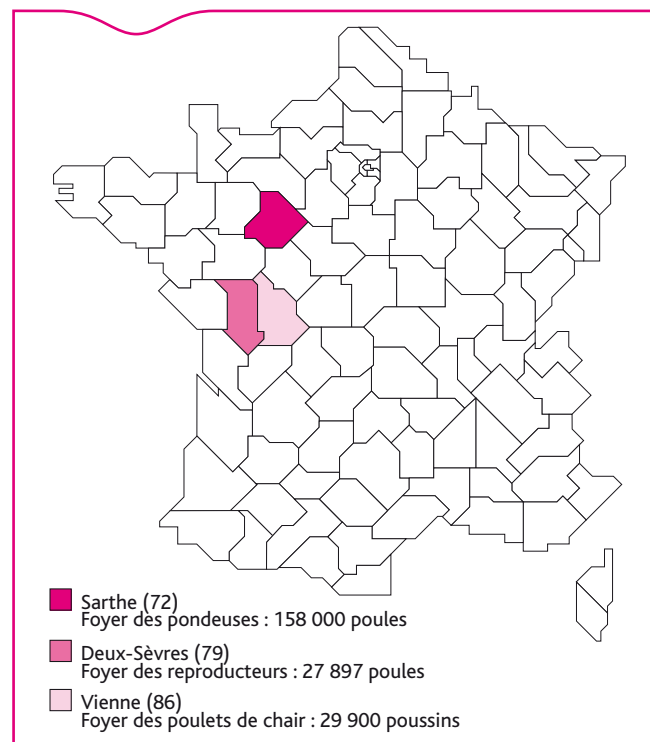 Sarthe (72)
Foyer des pondeuses : 158 000 poules
Deux-Sèvres (79)
Foyer des reproducteurs : 27 897 poules
Vienne (86)
Foyer des poulets de chair : 29 900 poussins